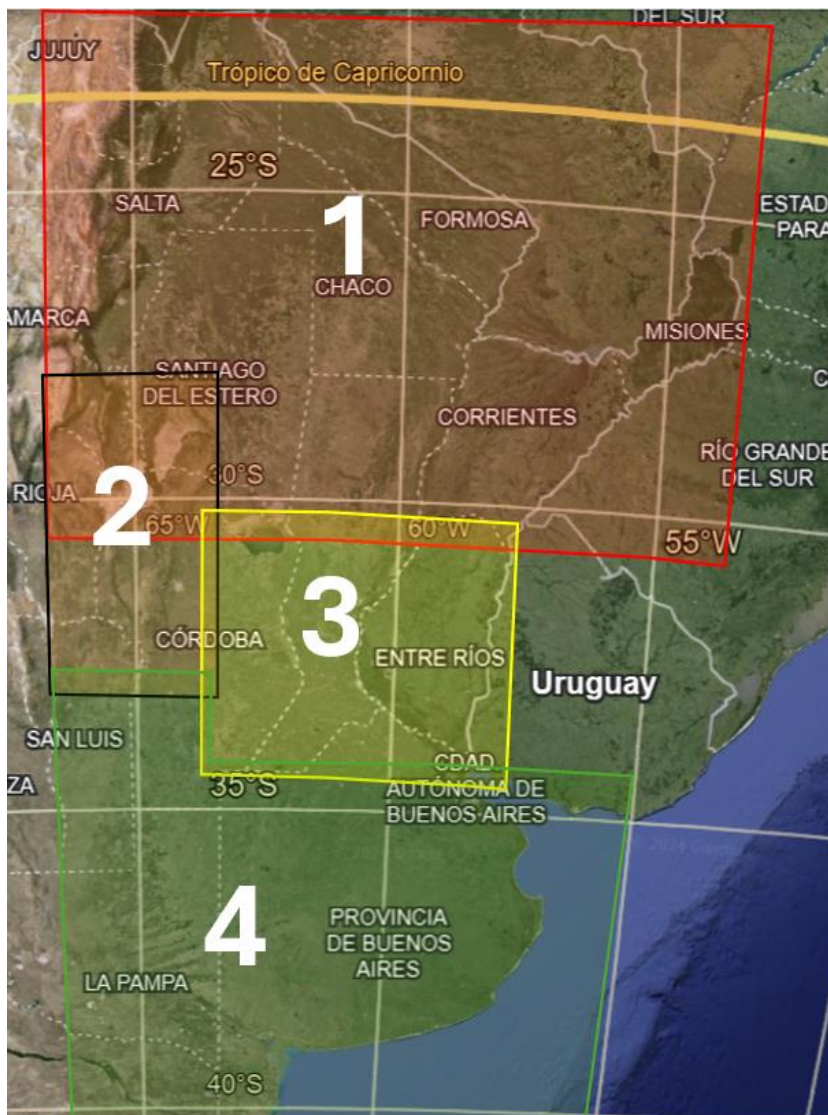 DEL SUR
JUJUY
Trópico de Capricornio
25°S
SALTA
1
FORMOSA
ESTAD
PARA
CHACO
AMARCA
MISIONES
SANTIAGO
DEL ESTERO
C
CORRIENTES
RÍO GRANDE
DEL SUR
30°S
RIOJA
2
65°W
60°W
55°W
3
CÓRDOBA
ENTRE RÍOS
Uruguay
SAN LUIS
ZA
35°S
CDAD
AUTÓNOMA DE
BUENOS AIRES
4
PROVINCIA
DE BUENOS
AIRES
LA PAMPA
40°S